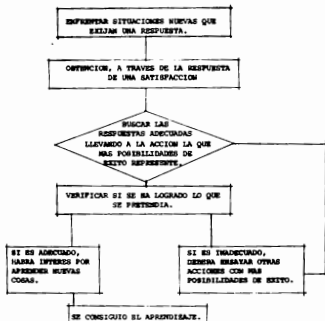 ENFRENTAR SITUACIONES NUEVAS QUE
EXIJAN UNA RESPUESTA.
OBTENCION, A TRAVES DE LA RESPUESTA
DE UNA SATISFACCION
BUSCAR LAS
RESPUESTAS ADECUADAS
LLEVANDO A LA ACCION LA QUE
MAS POSIBILIDADES DE
EXITO REPRESENTE.
VERIFICAR SI SE HA LOGRADO LO QUE
SE PRETENDIA.
SI ES ADECUADO,
HABRA INTERES POR
APRENDER NUEVAS
COSAS.
SI ES INADECUADO,
DEBERA ENSAYAR OTRAS
ACCIONES CON MAS
POSIBILIDADES DE EXITO.
SE CONSIGUIO EL APRENDIZAJE.